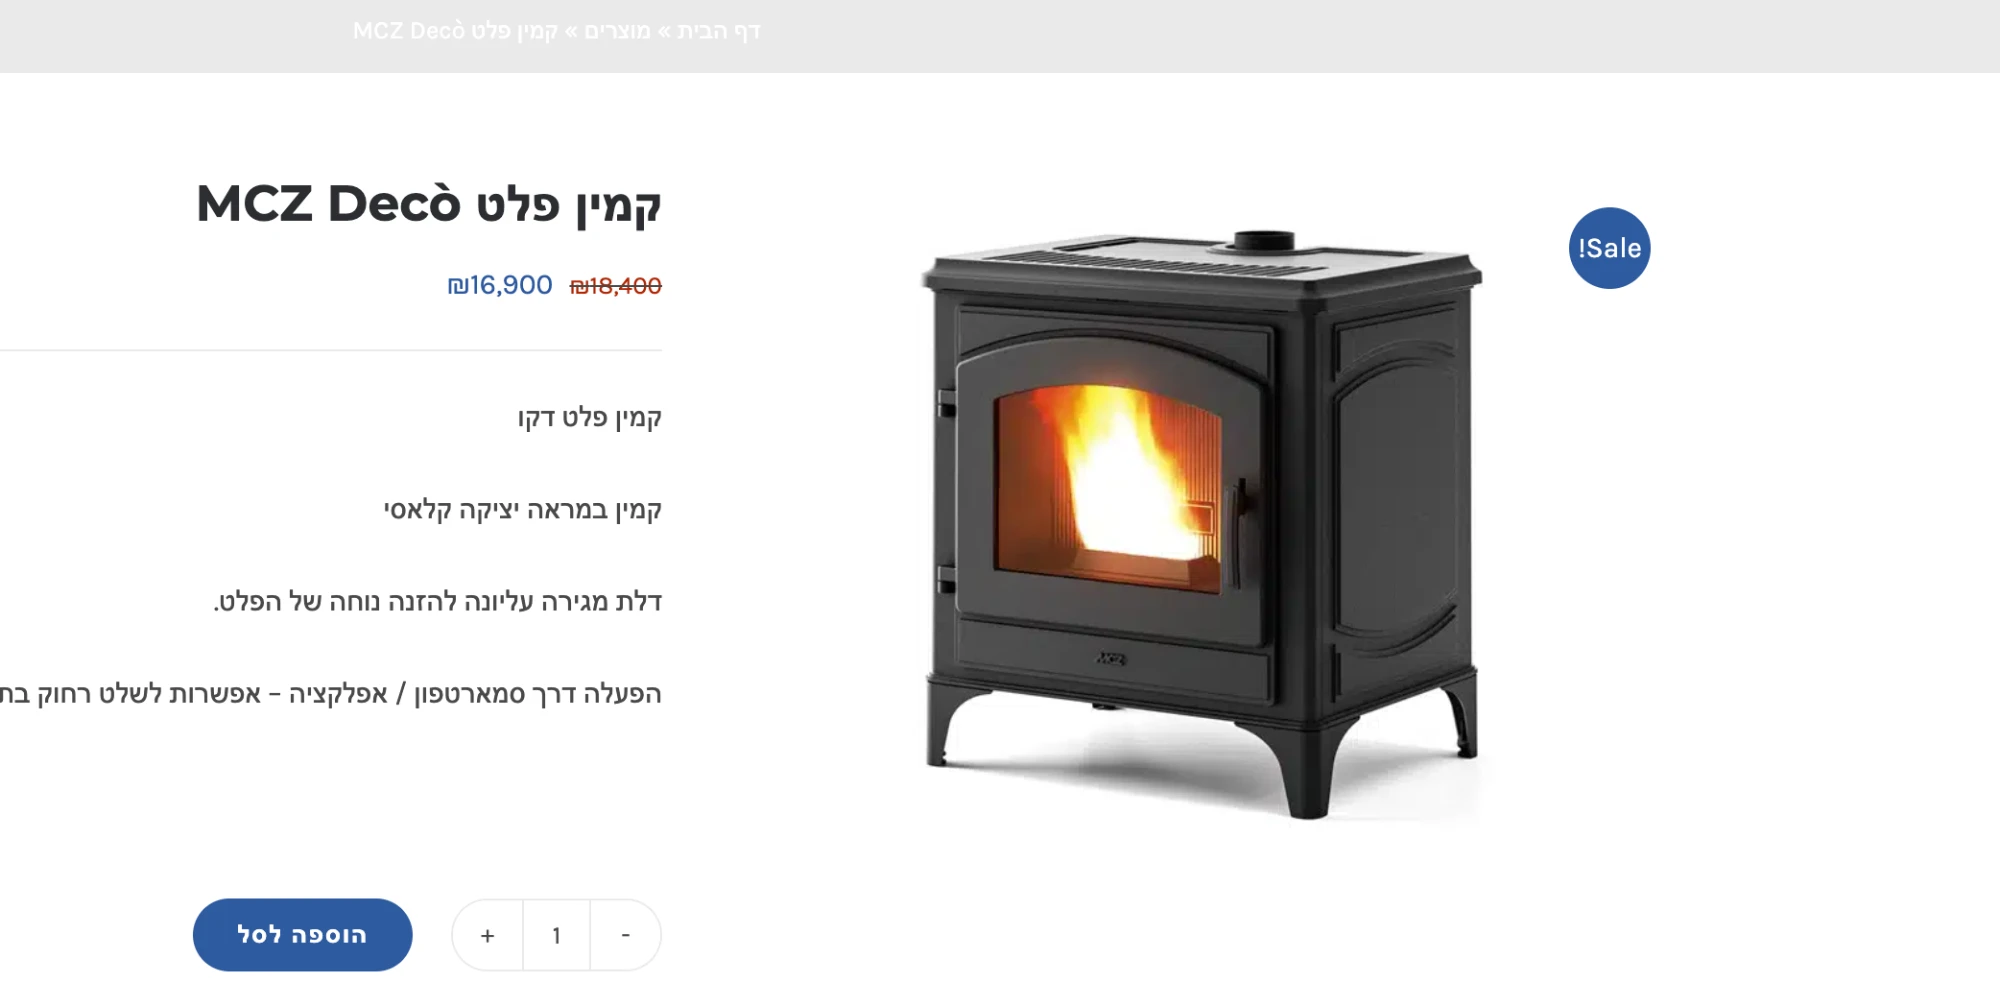 דף הבית » מוצרים » קמין פלט MCZ Decò
!Sale
קמין פלט MCZ Decò
₪18,400 ₪16,900
קמין פלט דקו
קמין במראה יציקה קלאסי
דלת מגירה עליונה להזנה נוחה של הפלט.
הפעלה דרך סמארטפון / אפלקציה – אפשרות לשלט רחוק בת
- 1 +
הוספה לסל
MCZ